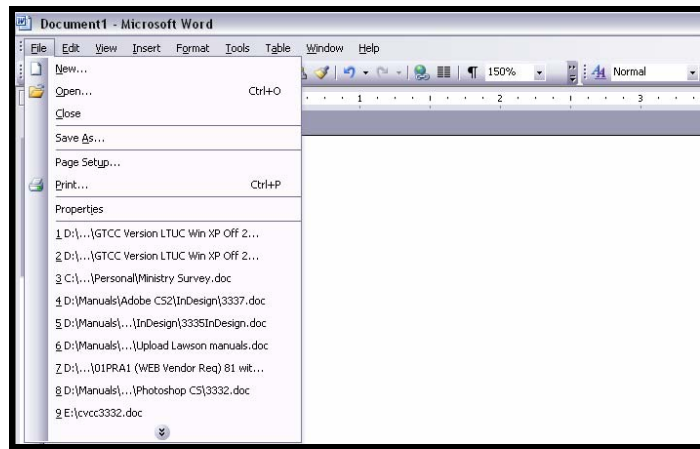 Document1 - Microsoft Word
File Edit View Insert Format Tools Table Window Help
New...
150% Normal
Open... Ctrl+O
1 2 3
Close
Save As...
Page Setup...
Print... Ctrl+P
Properties
1 D:\...\GTCC Version LTUC Win XP Off 2...
2 D:\...\GTCC Version LTUC Win XP Off 2...
3 C:\...\Personal\Ministry Survey.doc
4 D:\Manuals\Adobe CS2\InDesign\3337.doc
5 D:\Manuals\...\InDesign\3335InDesign.doc
6 D:\Manuals\...\Upload Lawson manuals.doc
7 D:\...\01PRA1 (WEB Vendor Req) 81 wit...
8 D:\Manuals\...\Photoshop CS\3332.doc
9 E:\cvcc3332.doc